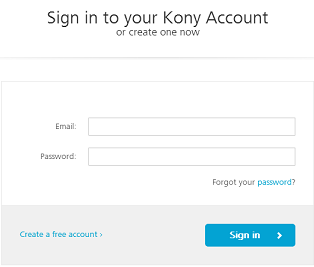 Sign in to your Kony Account
or create one now
Email:
Password:
Forgot your password?
Create a free account ›
Sign in